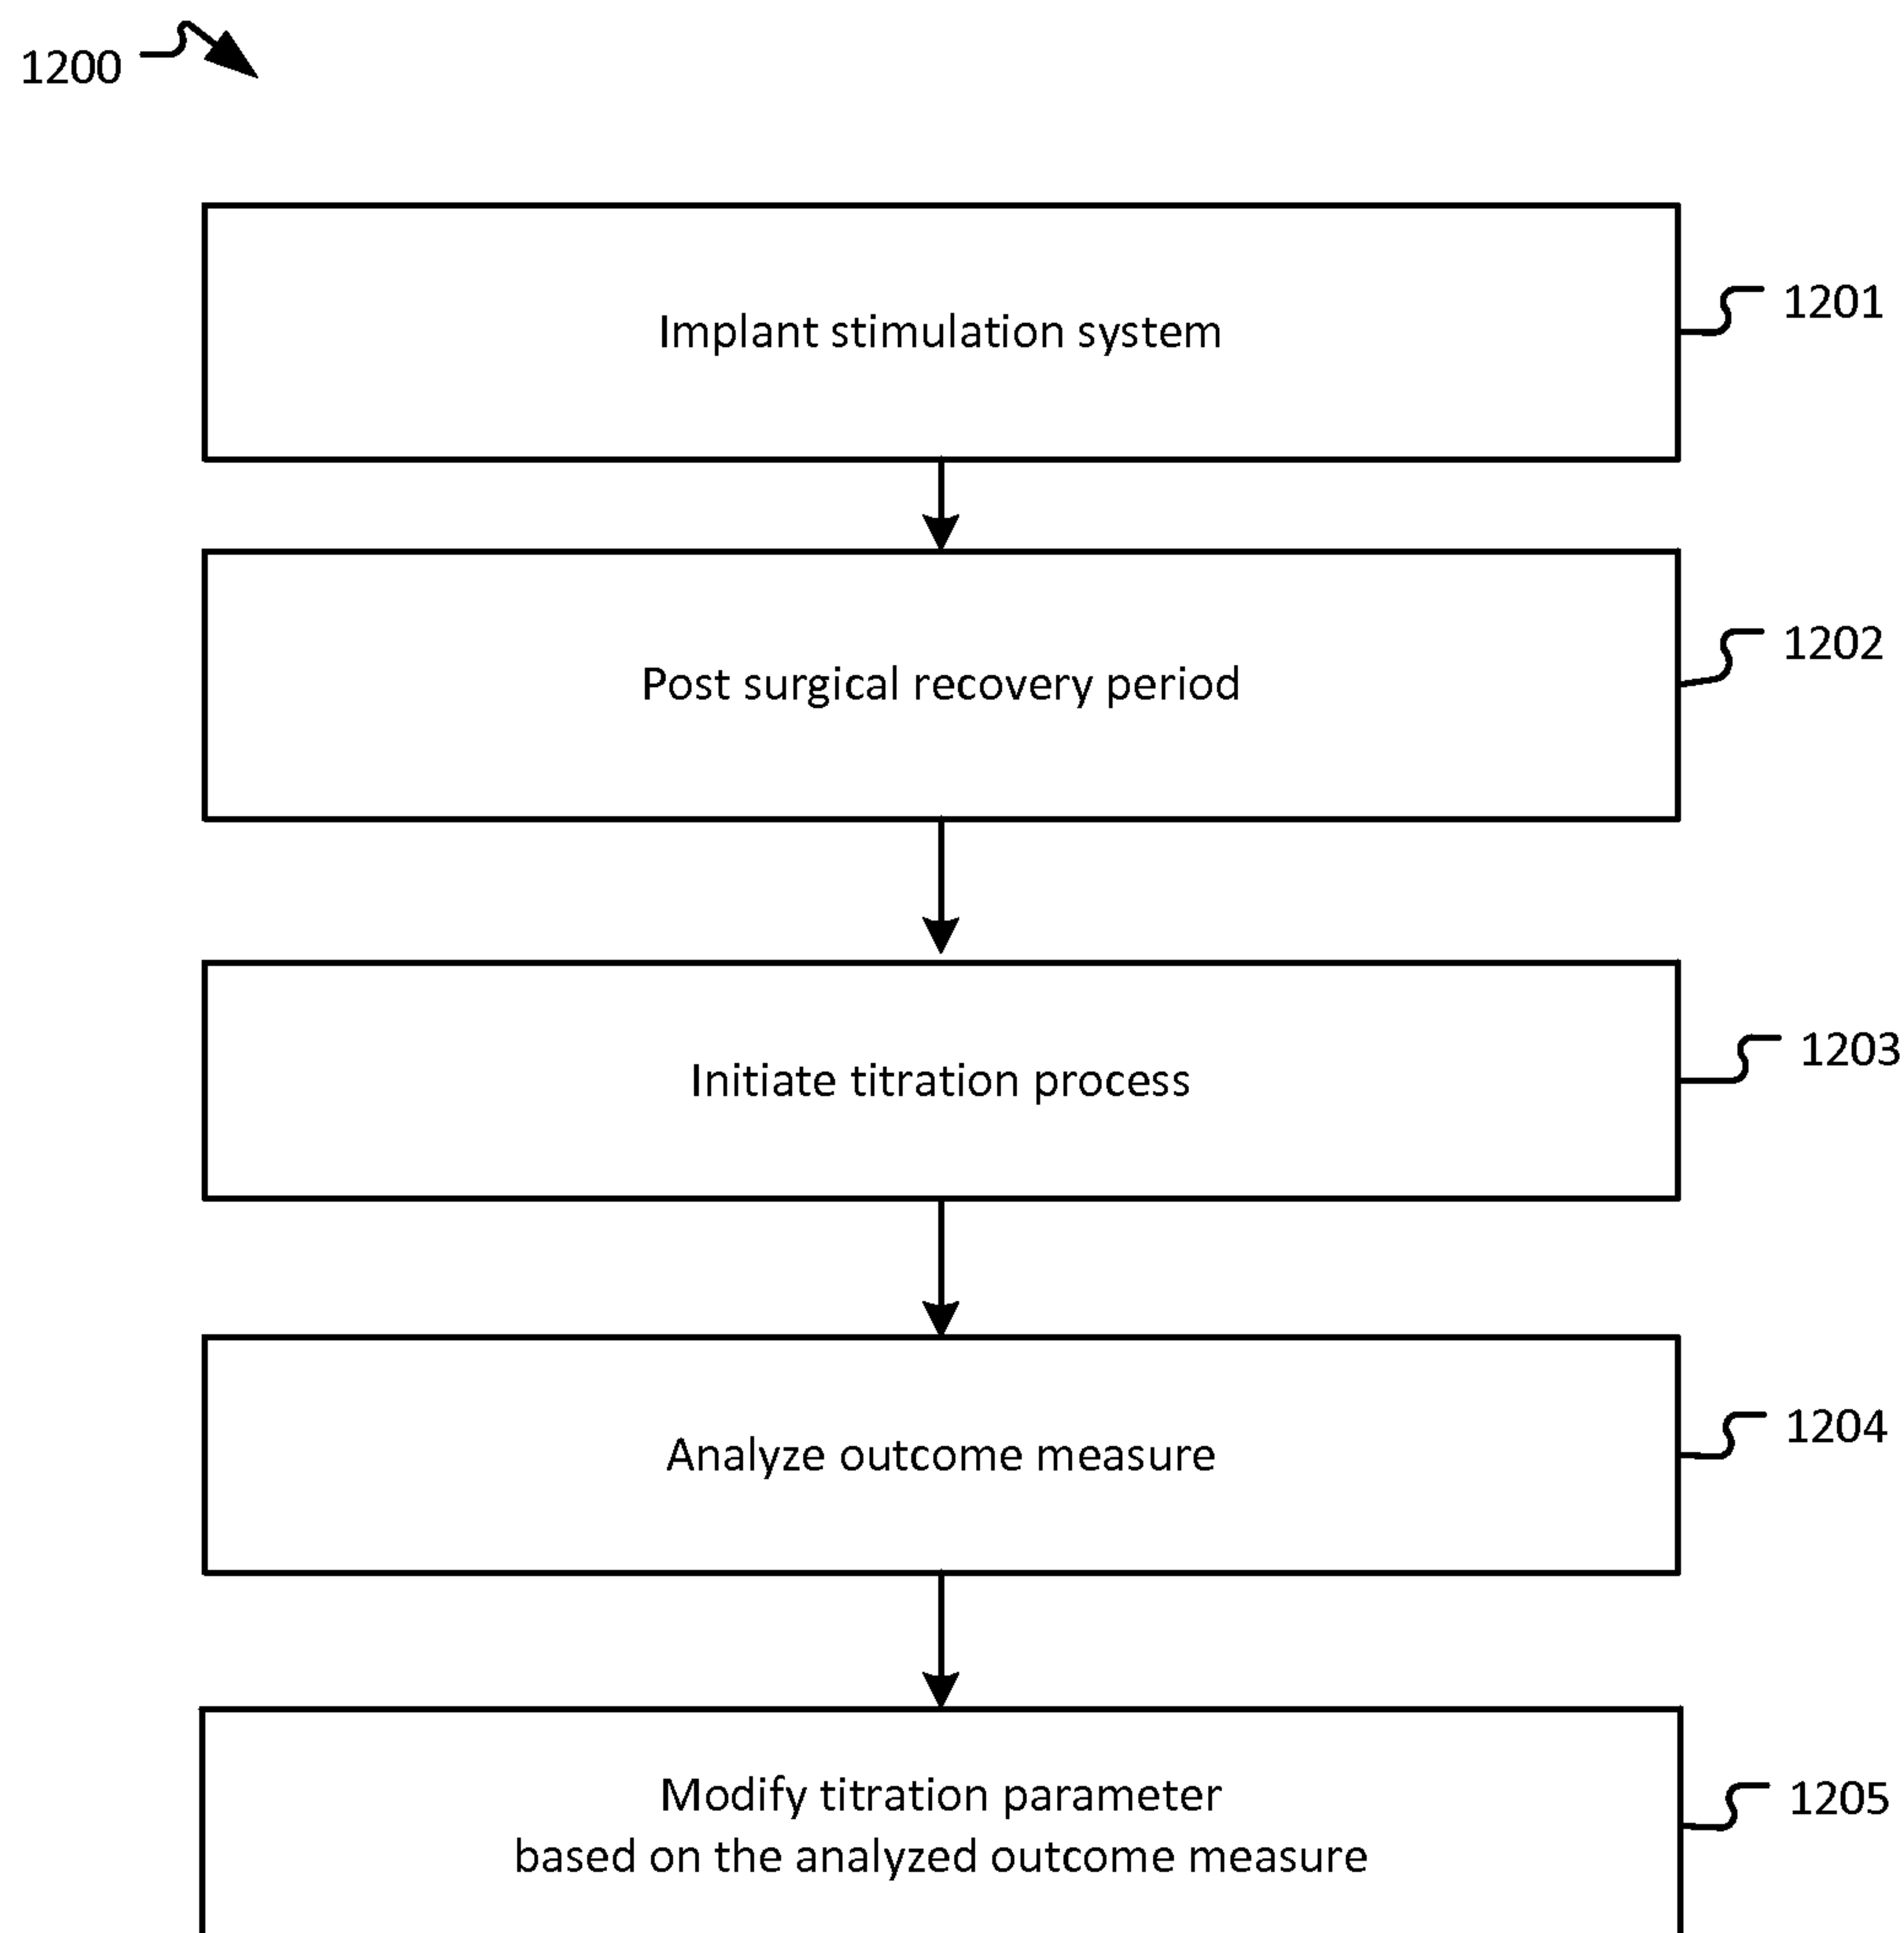 1200
Implant stimulation system
1201
Post surgical recovery period
1202
Initiate titration process
1203
Analyze outcome measure
1204
Modify titration parameter
based on the analyzed outcome measure
1205